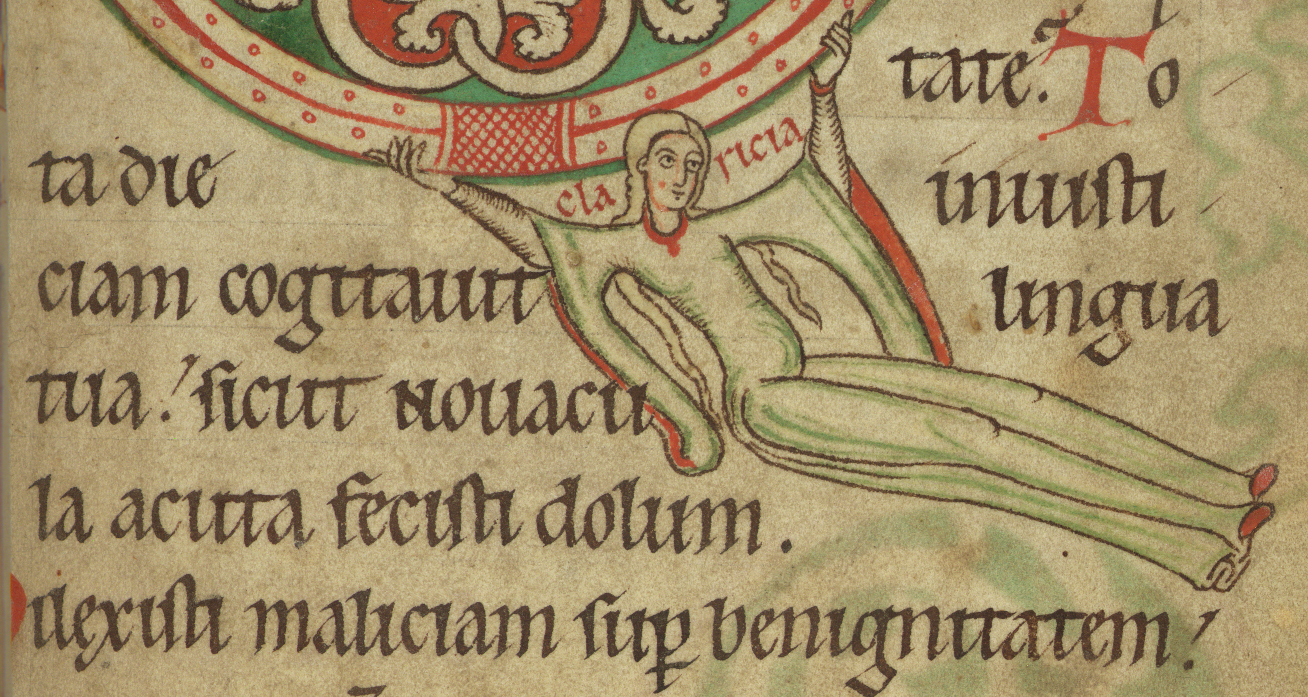 tate. To
cla ricia
ta die iniusti
ciam cogitauit lingua
tua. sicut nouacu
la acuta fecisti dolum.
ilexisti maliciam sup benignitatem.